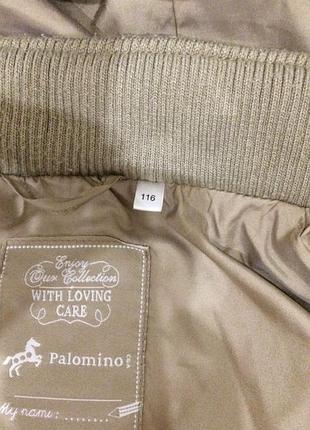 116
Enjoy
Our Collection
WITH LOVING
CARE
Palomino
My name: